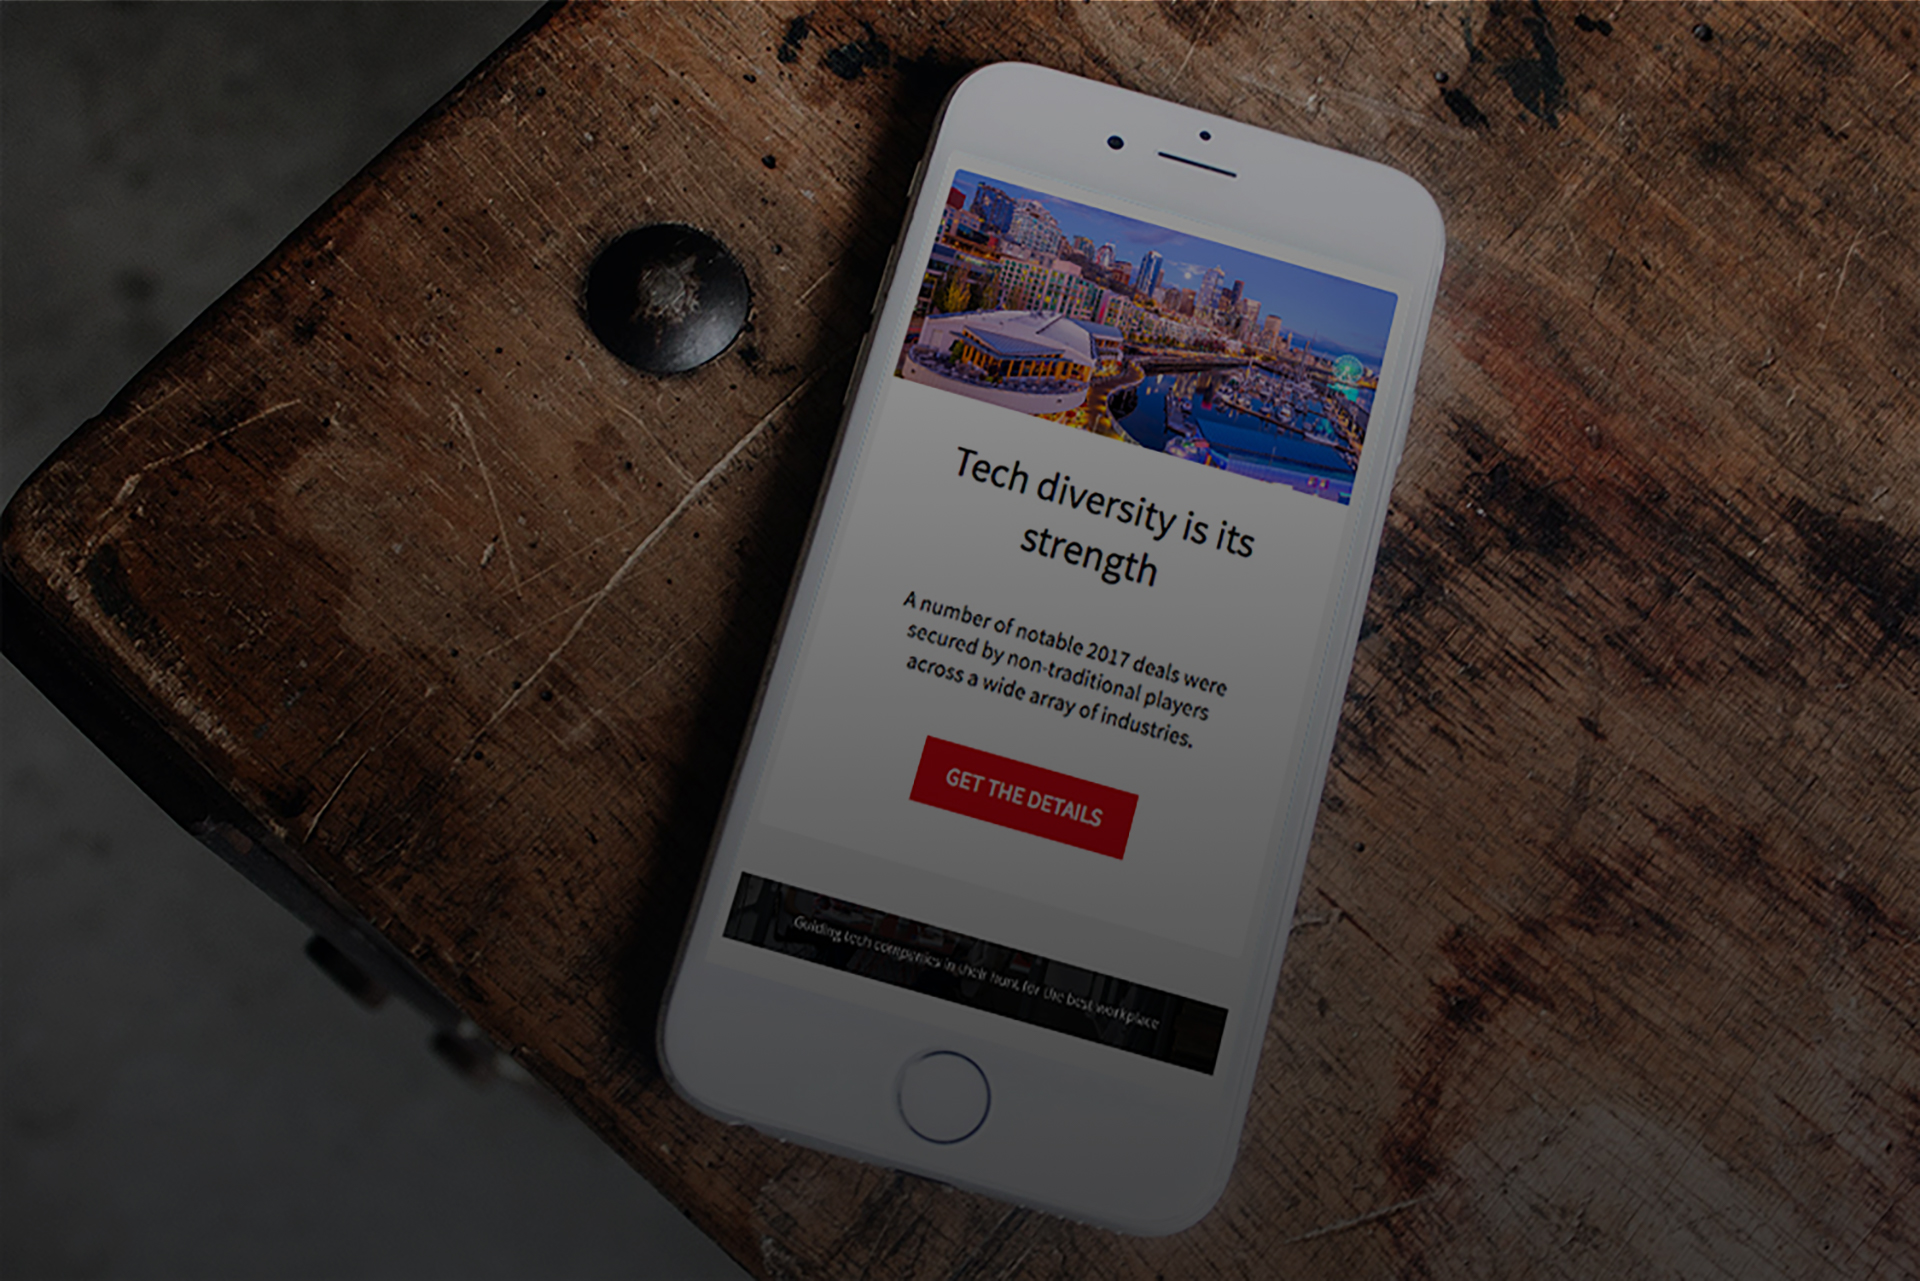 Tech diversity is its
strength
A number of notable 2017 deals were
secured by non-traditional players
across a wide array of industries.
GET THE DETAILS
Guiding tech companies in their hunt for the best workplace